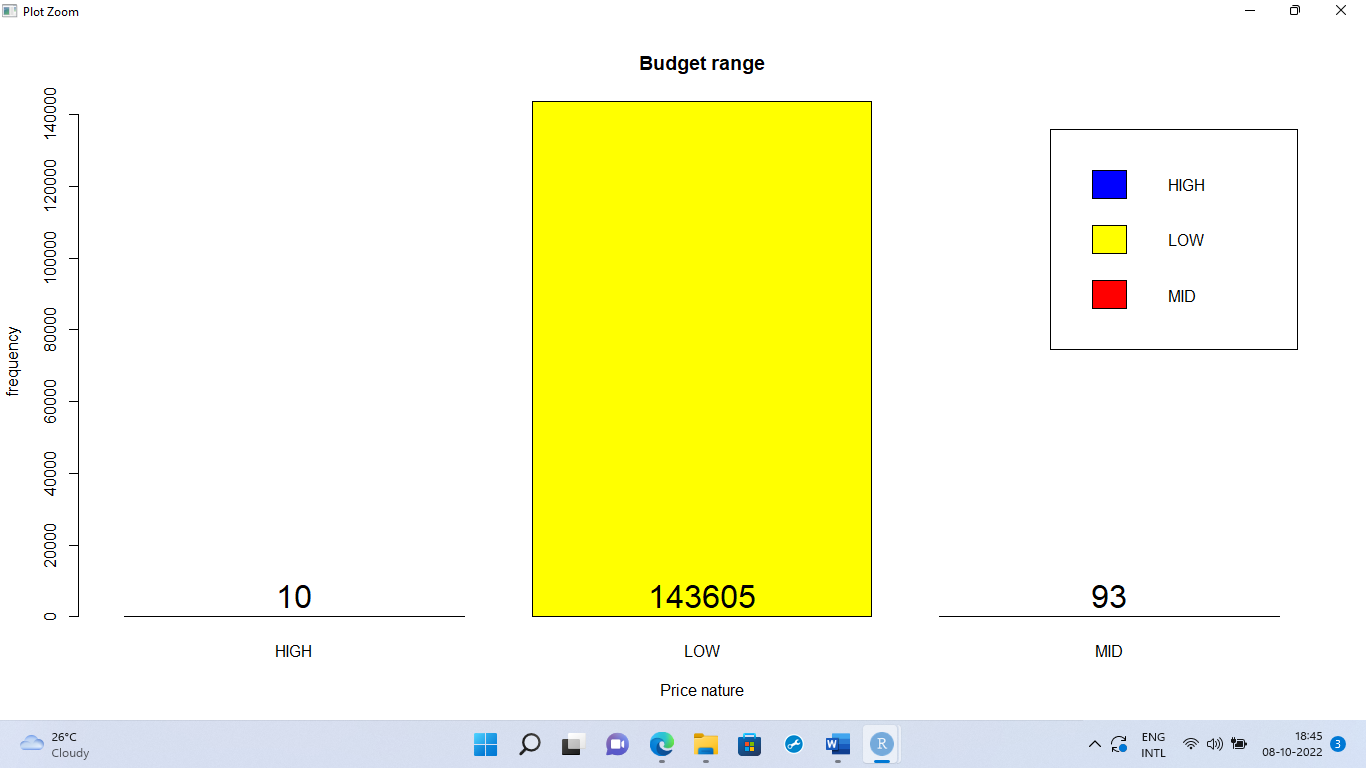 Plot Zoom
Budget range
140000
120000
100000
80000
60000
40000
20000
0
frequency
HIGH
LOW
MID
10
143605
93
HIGH
LOW
MID
Price nature
26°C
Cloudy
W
R
ENG
INTL
18:45
08-10-2022
3